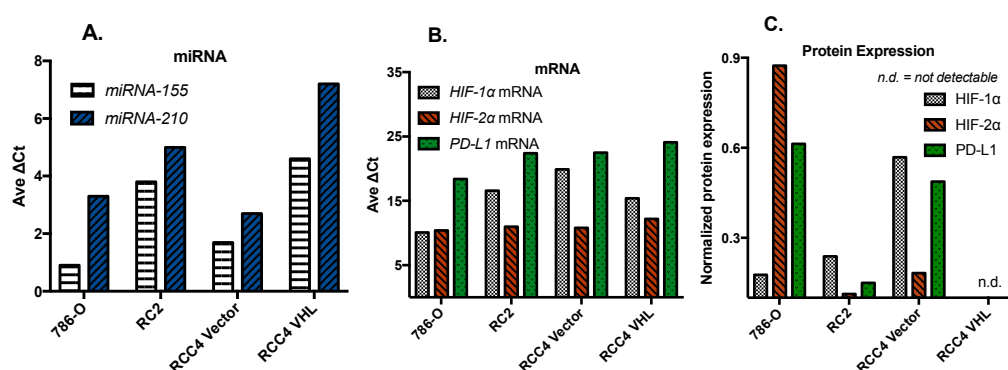 A.
miRNA
miRNA-155
miRNA-210
Ave ΔCt
8
6
4
2
0
786-O
RC2
RCC4 Vector
RCC4 VHL
B.
mRNA
HIF-1α mRNA
HIF-2α mRNA
PD-L1 mRNA
Ave ΔCt
35
25
15
5
786-O
RC2
RCC4 Vector
RCC4 VHL
C.
Protein Expression
n.d. = not detectable
HIF-1α
HIF-2α
PD-L1
Normalized protein expression
0.9
0.6
0.3
n.d.
786-O
RC2
RCC4 Vector
RCC4 VHL